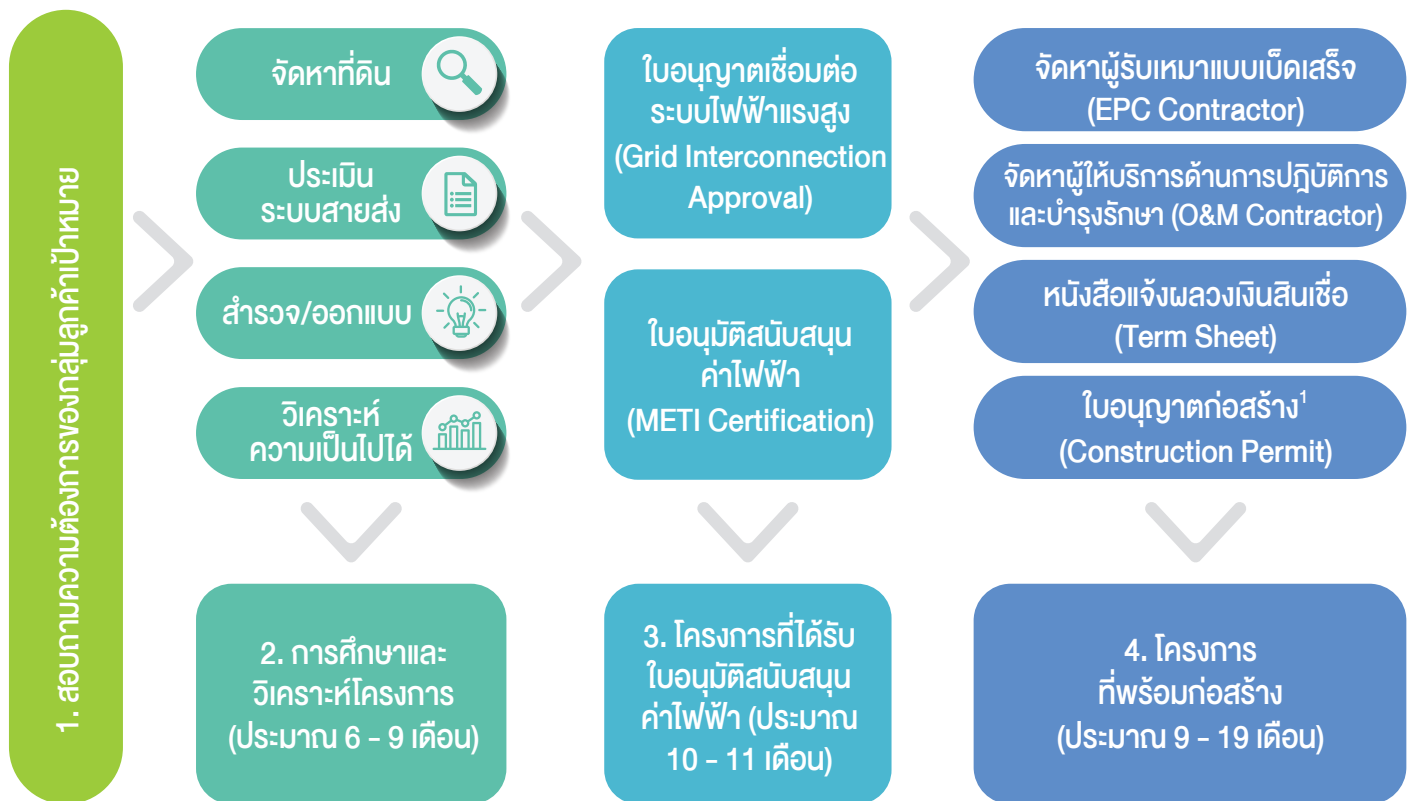 1. สอบถามความต้องการของกลุ่มลูกค้าเป้าหมาย
จัดหาที่ดิน
ประเมิน
ระบบสายส่ง
สำรวจ/ออกแบบ
วิเคราะห์
ความเป็นไปได้
2. การศึกษาและ
วิเคราะห์โครงการ
(ประมาณ 6 - 9 เดือน)
ใบอนุญาตเชื่อมต่อ
ระบบไฟฟ้าแรงสูง
(Grid Interconnection
Approval)
ใบอนุมัติสนับสนุน
ค่าไฟฟ้า
(METI Certification)
3. โครงการที่ได้รับ
ใบอนุมัติสนับสนุน
ค่าไฟฟ้า (ประมาณ
10 - 11 เดือน)
จัดหาผู้รับเหมาแบบเบ็ดเสร็จ
(EPC Contractor)
จัดหาผู้ให้บริการด้านการปฏิบัติการ
และบำรุงรักษา (O&M Contractor)
หนังสือแจ้งผลวงเงินสินเชื่อ
(Term Sheet)
ใบอนุญาตก่อสร้าง¹
(Construction Permit)
4. โครงการ
ที่พร้อมก่อสร้าง
(ประมาณ 9 - 19 เดือน)